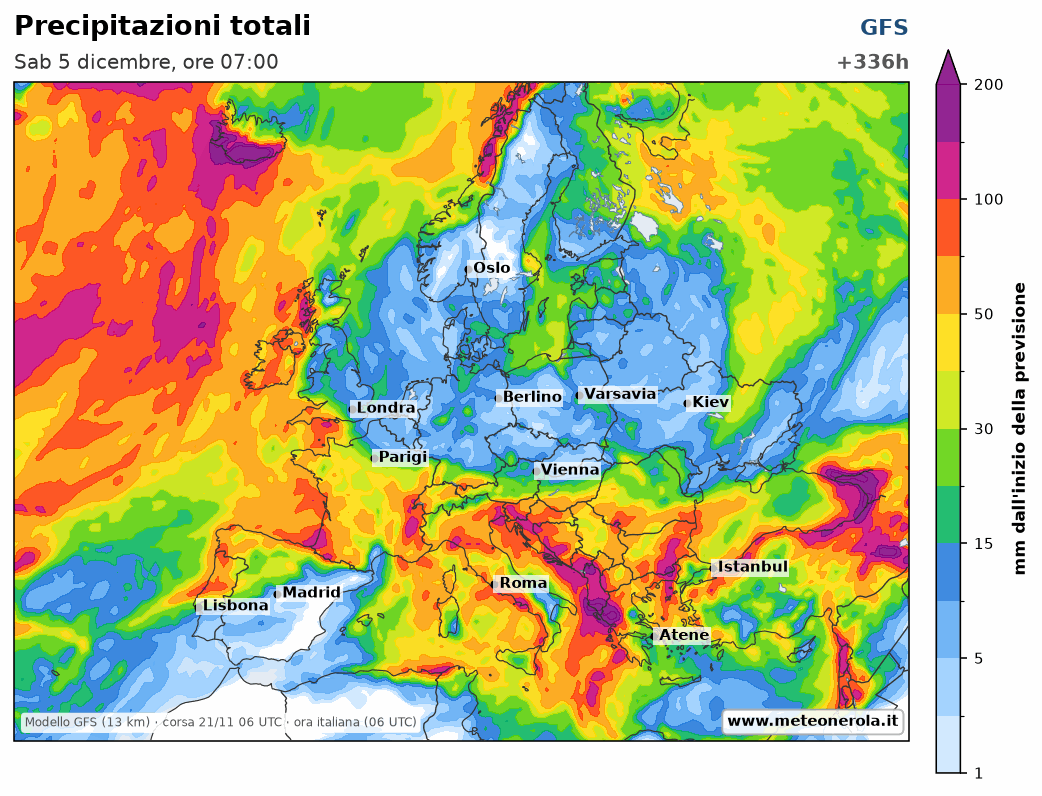 Precipitazioni totali
GFS
Sab 5 dicembre, ore 07:00
+336h
200
100
50
30
15
5
1
mm dall'inizio della previsione
Oslo
Berlino
Varsavia
Kiev
Londra
Parigi
Vienna
Istanbul
Roma
Madrid
Lisbona
Atene
Modello GFS (13 km) · corsa 21/11 06 UTC · ora italiana (06 UTC)
www.meteonerola.it